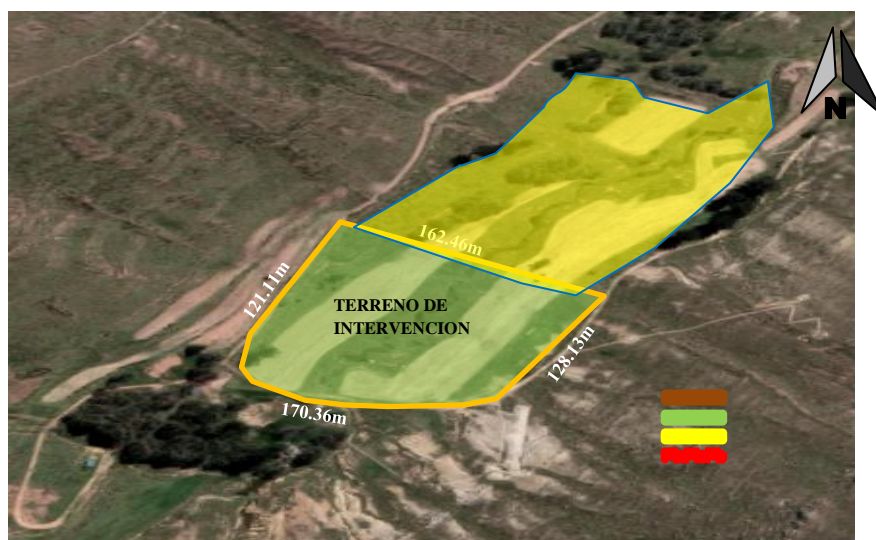 N
162.46m
121.11m
TERRENO DE
INTERVENCION
128.13m
170.36m